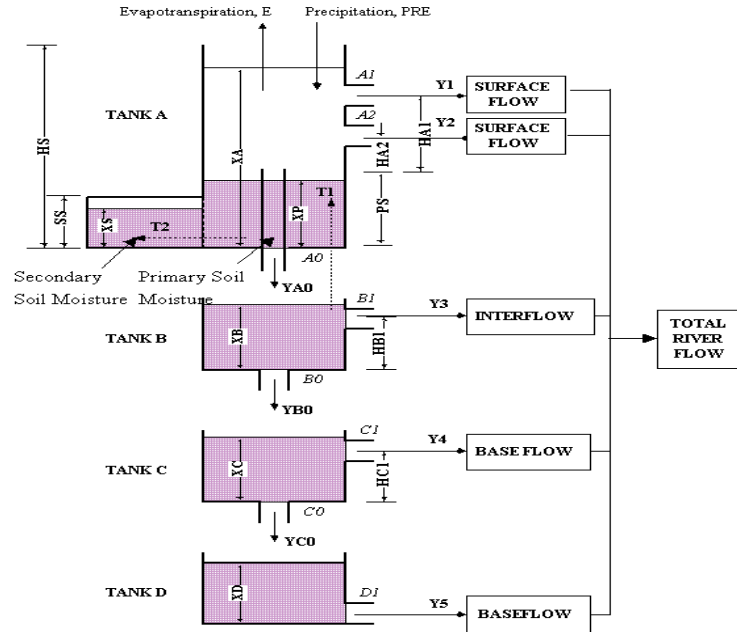 Evapotranspiration, E
Precipitation, PRE
A1
Y1
SURFACE
FLOW
TANK A
A2
Y2
SURFACE
FLOW
HS
XA
HA2
HA1
SS
XS
T2
XP
T1
PS
Secondary
Soil Moisture
Primary Soil
Moisture
A0
YA0
B1
Y3
INTERFLOW
TANK B
XB
HB1
B0
YB0
TOTAL
RIVER
FLOW
C1
Y4
BASE FLOW
TANK C
XC
HC1
C0
YC0
TANK D
XD
D1
Y5
BASEFLOW